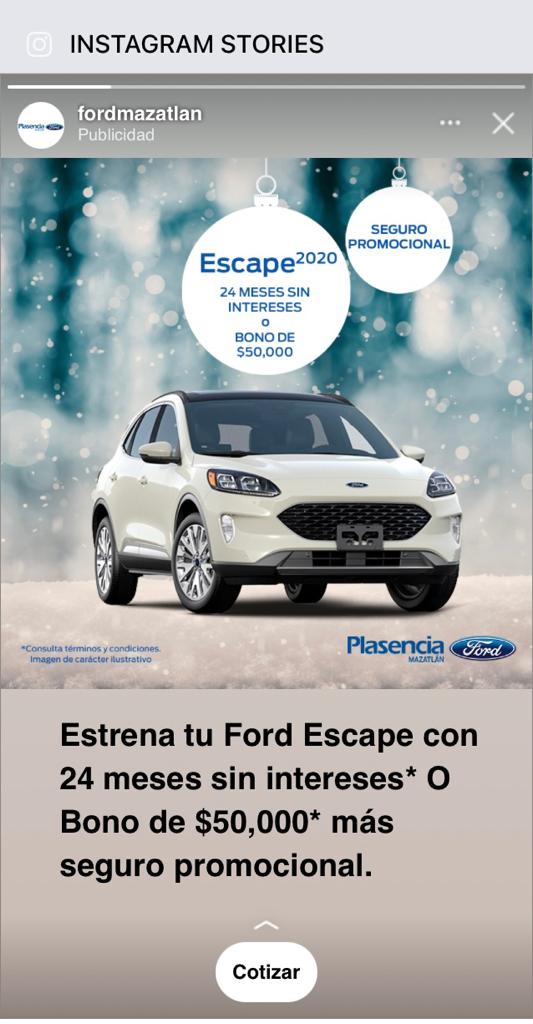 INSTAGRAM STORIES
fordmazatlan
Publicidad
Escape2020
24 MESES SIN
INTERESES
o
BONO DE
$50,000
SEGURO
PROMOCIONAL
*Consulta términos y condiciones.
Imagen de carácter ilustrativo
Plasencia
MAZATLÁN
Ford
Estrena tu Ford Escape con
24 meses sin intereses* O
Bono de $50,000* más
seguro promocional.
Cotizar